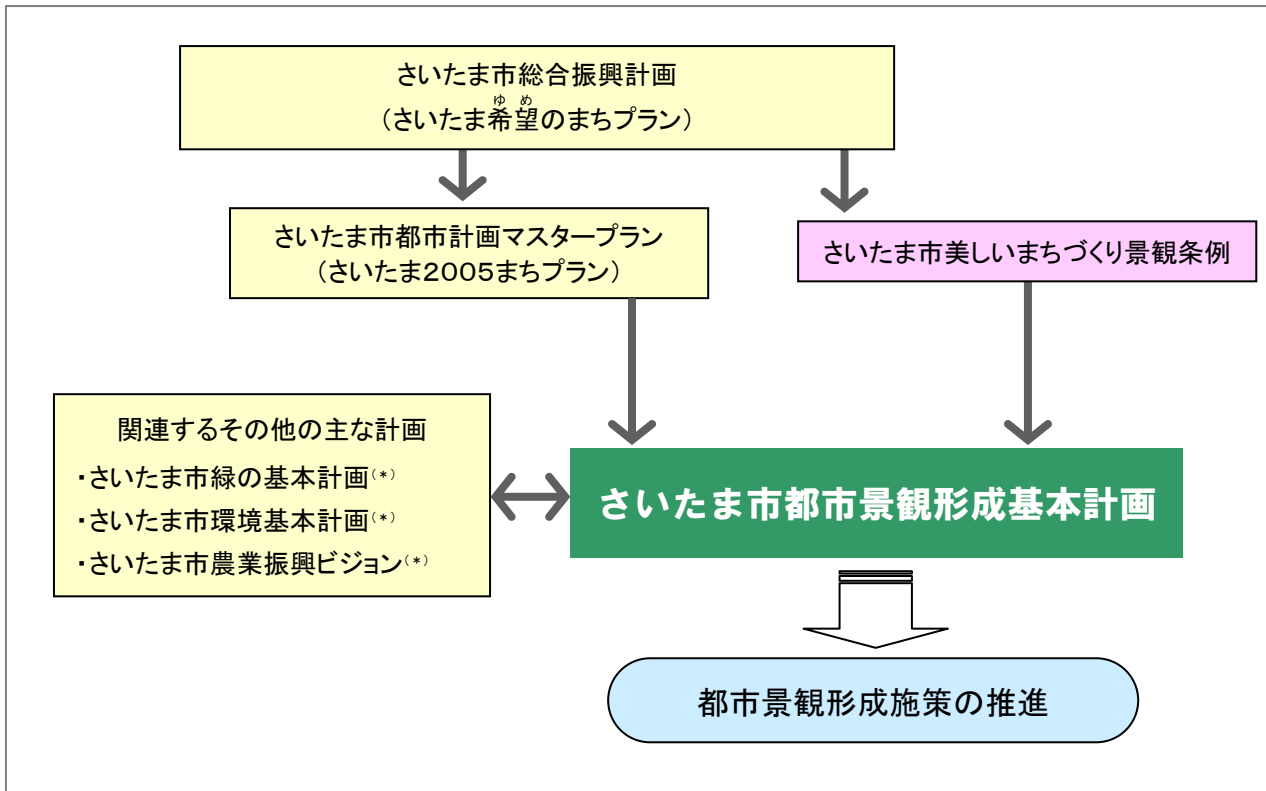 さいたま市総合振興計画
ゆ め
（さいたま希望のまちプラン）
さいたま市都市計画マスタープラン
（さいたま２００５まちプラン）
さいたま市美しいまちづくり景観条例
関連するその他の主な計画
・さいたま市緑の基本計画(*)
・さいたま市環境基本計画(*)
・さいたま市農業振興ビジョン(*)
さいたま市都市景観形成基本計画
都市景観形成施策の推進